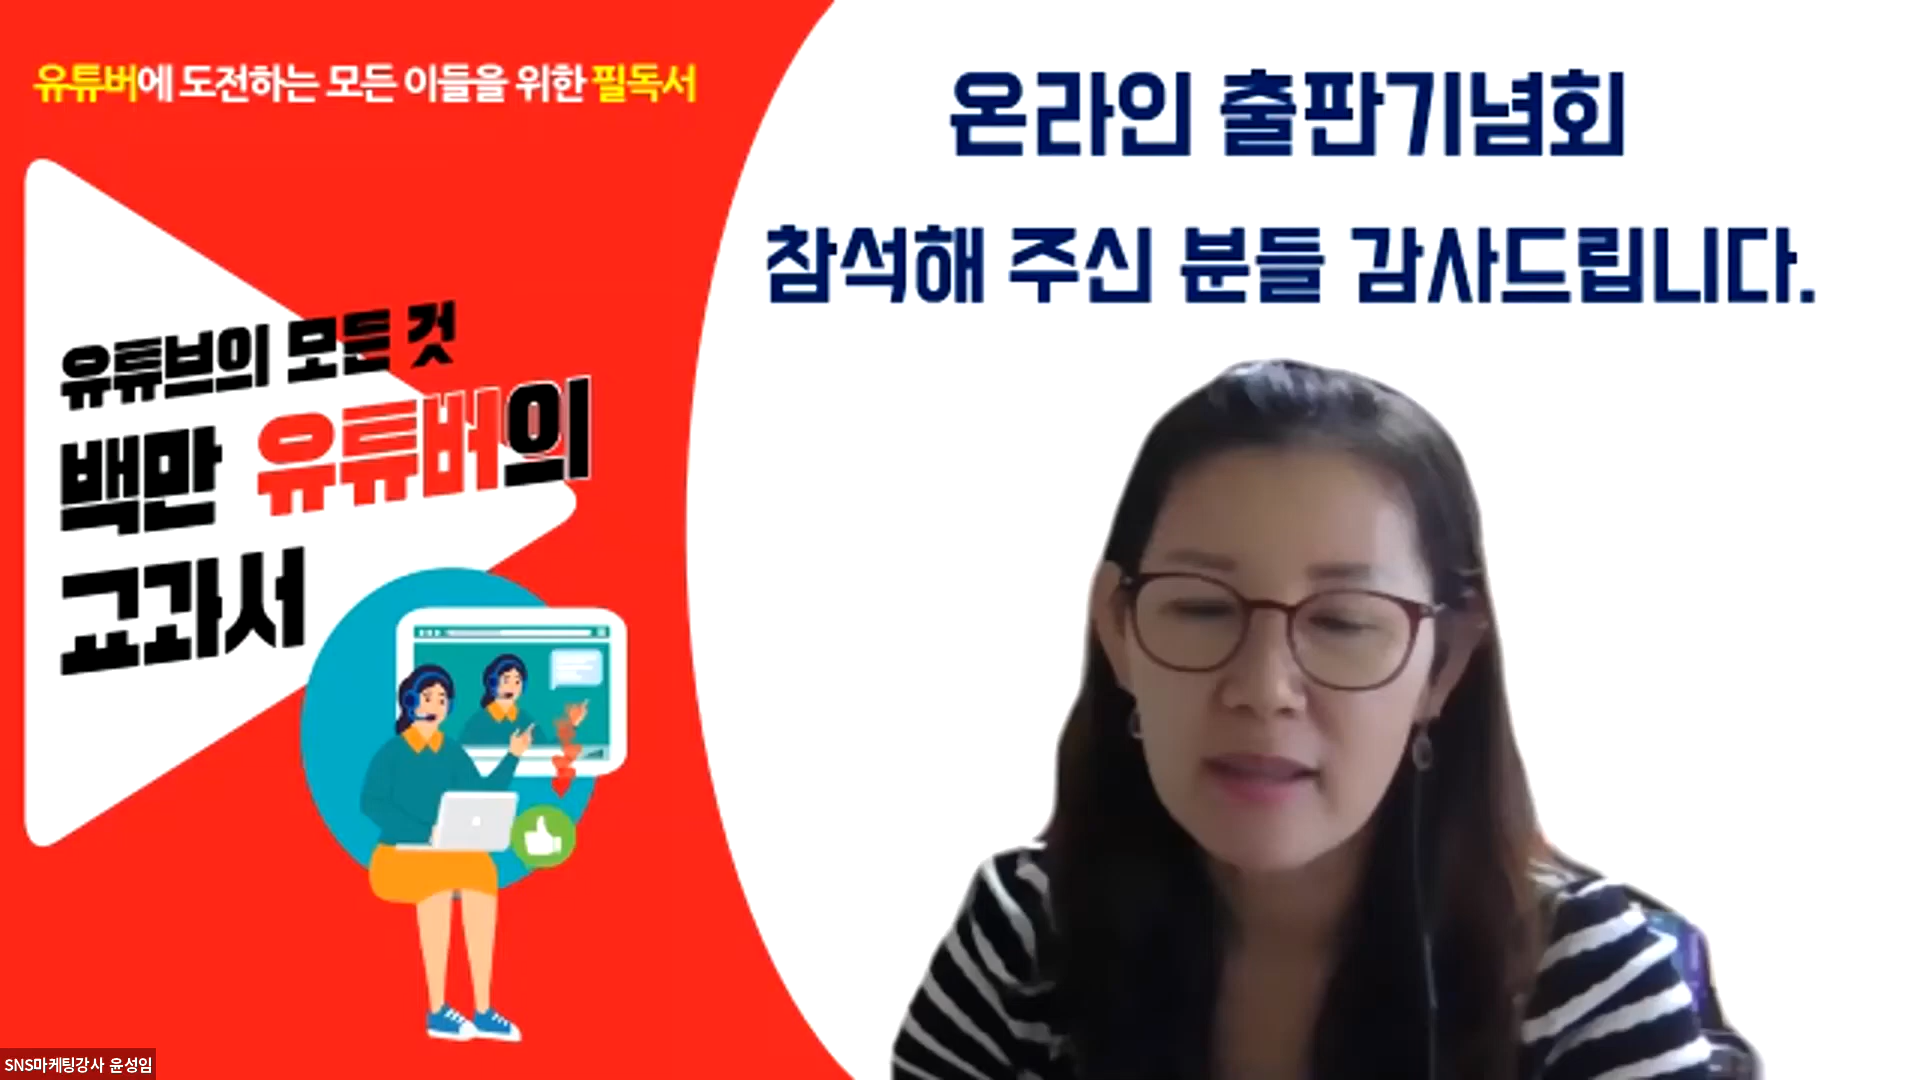 유튜버에 도전하는 모든 이들을 위한 필독서
유튜브의 모든 것
백만 유튜버의
교과서
온라인 출판기념회
참석해 주신 분들 감사드립니다.
SNS마케팅강사 윤성임